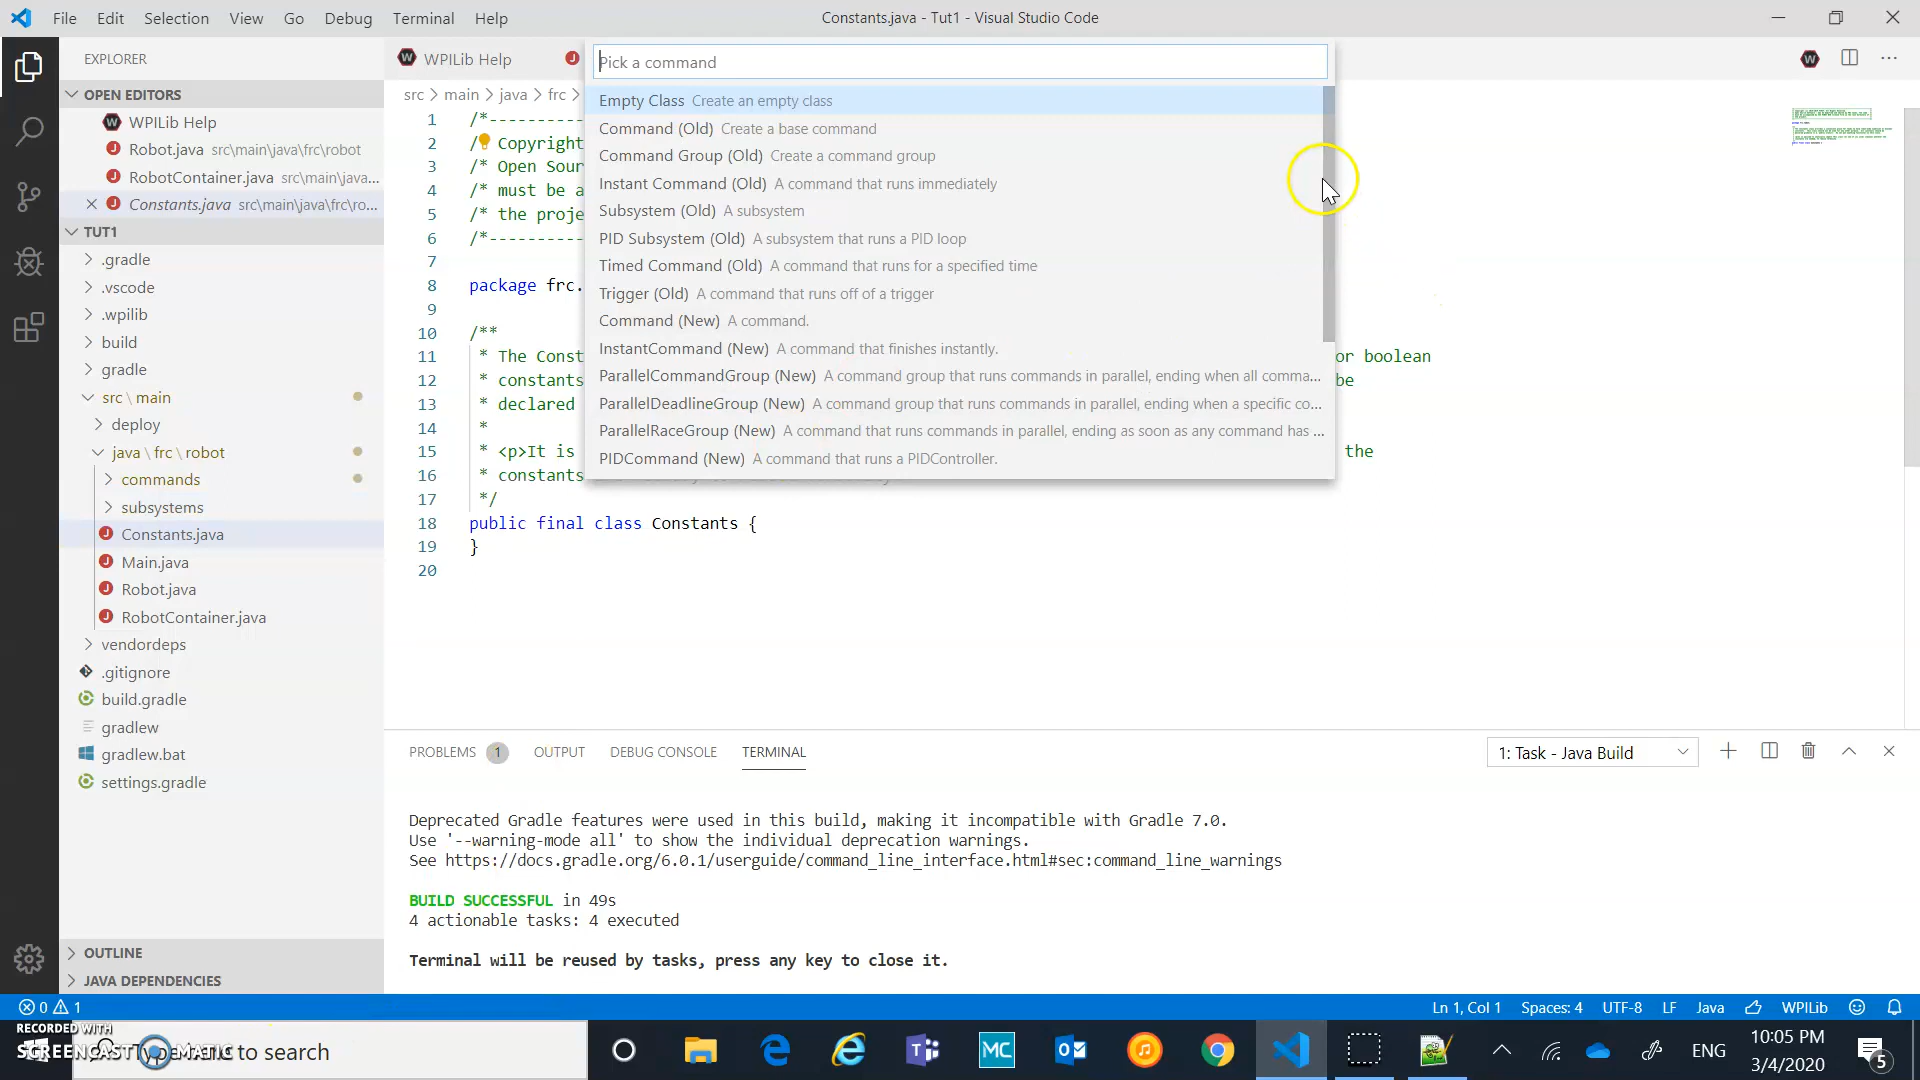 File Edit Selection View Go Debug Terminal Help
Constants.java - Tut1 - Visual Studio Code
EXPLORER
OPEN EDITORS
WPILib Help
Robot.java src\main\java\frc\robot
RobotContainer.java src\main\java...
Constants.java src\main\java\frc\ro...
TUT1
.gradle
.vscode
.wpilib
build
gradle
src \ main
deploy
java \ frc \ robot
commands
subsystems
Constants.java
Main.java
Robot.java
RobotContainer.java
vendordeps
.gitignore
build.gradle
gradlew
gradlew.bat
settings.gradle
OUTLINE
JAVA DEPENDENCIES
WPILib Help
src > main > java > frc >
Pick a command
Empty Class Create an empty class
Command (Old) Create a base command
Command Group (Old) Create a command group
Instant Command (Old) A command that runs immediately
Subsystem (Old) A subsystem
PID Subsystem (Old) A subsystem that runs a PID loop
Timed Command (Old) A command that runs for a specified time
Trigger (Old) A command that runs off of a trigger
Command (New) A command.
InstantCommand (New) A command that finishes instantly.
ParallelCommandGroup (New) A command group that runs commands in parallel, ending when all comma...
ParallelDeadlineGroup (New) A command group that runs commands in parallel, ending when a specific co...
ParallelRaceGroup (New) A command that runs commands in parallel, ending as soon as any command has ...
PIDCommand (New) A command that runs a PIDController.
1 /*----------
2 /* Copyright
3 /* Open Sour
4 /* must be a
5 /* the proje
6 /*----------
7
8 package frc.
9
10 /**
11 * The Const or boolean
12 * constants be
13 * declared
14 *
15 * <p>It is the
16 * constants
17 */
18 public final class Constants {
19 }
20
PROBLEMS 1 OUTPUT DEBUG CONSOLE TERMINAL
1: Task - Java Build
Deprecated Gradle features were used in this build, making it incompatible with Gradle 7.0.
Use '--warning-mode all' to show the individual deprecation warnings.
See https://docs.gradle.org/6.0.1/userguide/command_line_interface.html#sec:command_line_warnings
BUILD SUCCESSFUL in 49s
4 actionable tasks: 4 executed
Terminal will be reused by tasks, press any key to close it.
0 1
Ln 1, Col 1 Spaces: 4 UTF-8 LF Java WPILib
RECORDED WITH
SCREENCAST MATIC
Type to search
MC
ENG
10:05 PM
3/4/2020
5